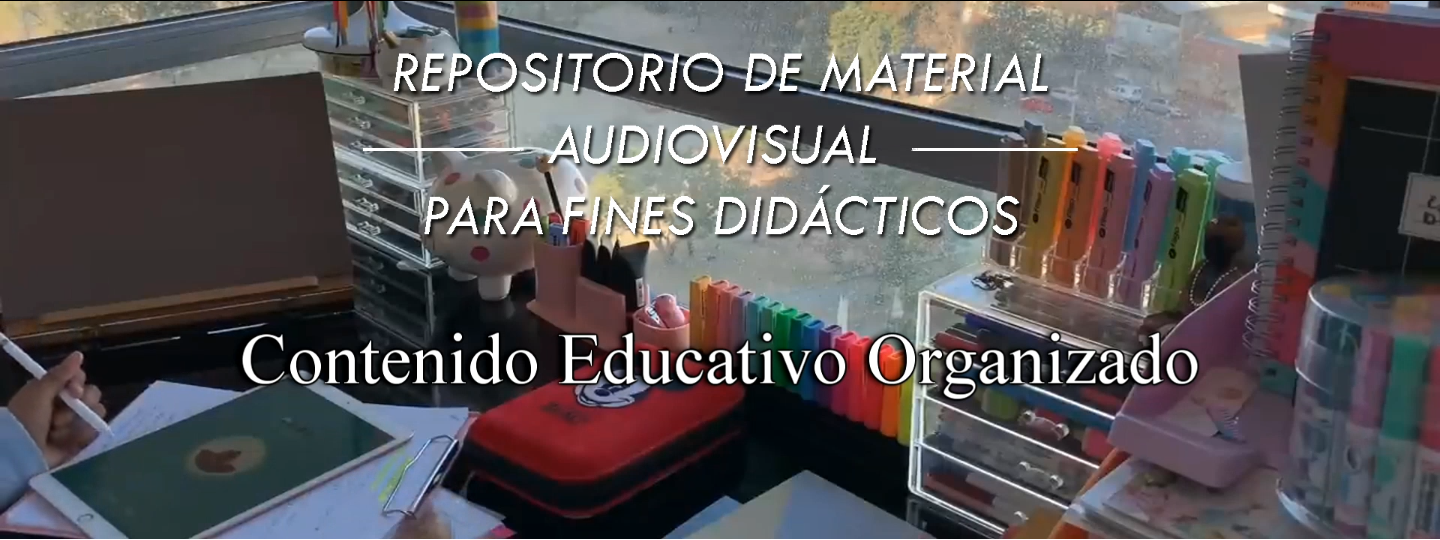 REPOSITORIO DE MATERIAL
AUDIOVISUAL
PARA FINES DIDÁCTICOS
Contenido Educativo Organizado